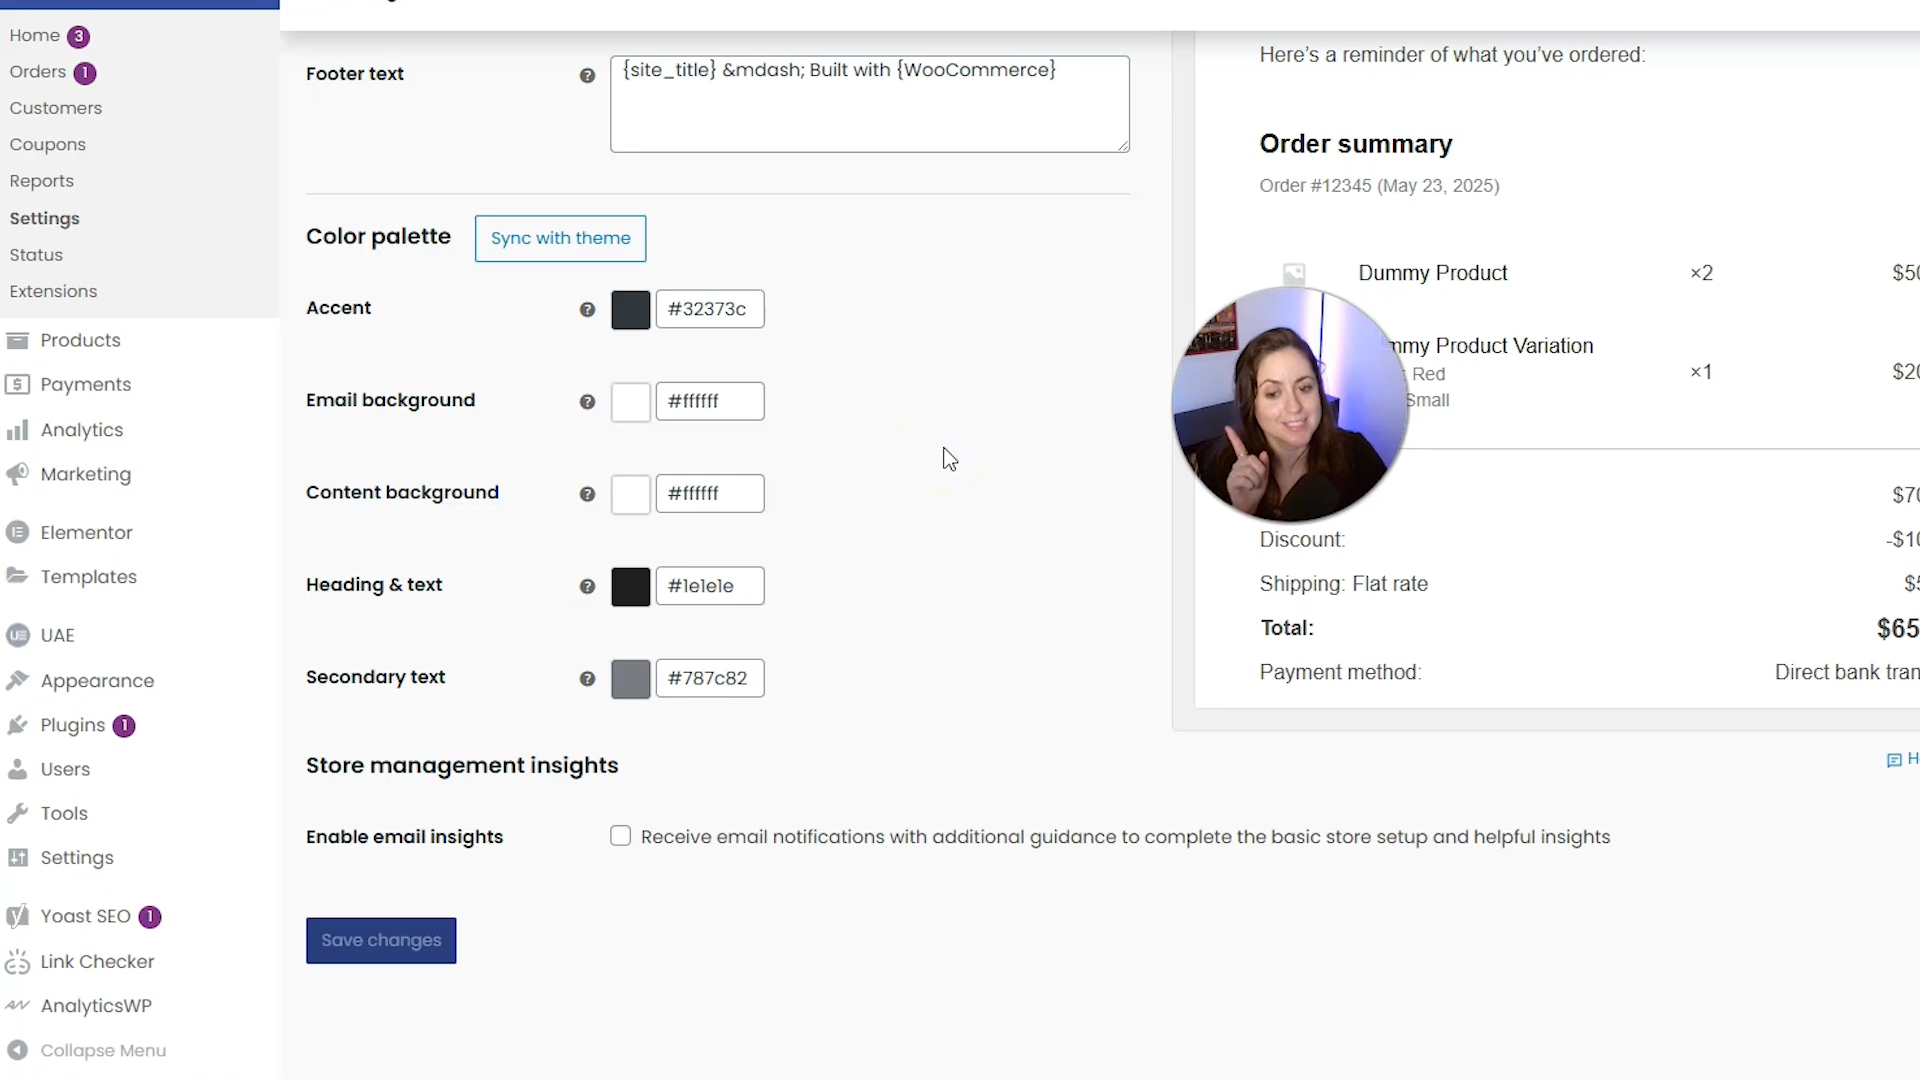 Home 3
Orders 1
Customers
Coupons
Reports
Settings
Status
Extensions
Products
Payments
Analytics
Marketing
Elementor
Templates
UAE
Appearance
Plugins 1
Users
Tools
Settings
Yoast SEO 1
Link Checker
AnalyticsWP
Collapse Menu
Footer text
{site_title} &mdash; Built with {WooCommerce}
Color palette
Sync with theme
Accent
#32373c
Email background
#ffffff
Content background
#ffffff
Heading & text
#1e1e1e
Secondary text
#787c82
Store management insights
Enable email insights
Receive email notifications with additional guidance to complete the basic store setup and helpful insights
Save changes
Here's a reminder of what you've ordered:
Order summary
Order #12345 (May 23, 2025)
Dummy Product ×2
Product Variation
Red
×1
Small
Discount:
Shipping: Flat rate
Total:
Payment method: Direct bank